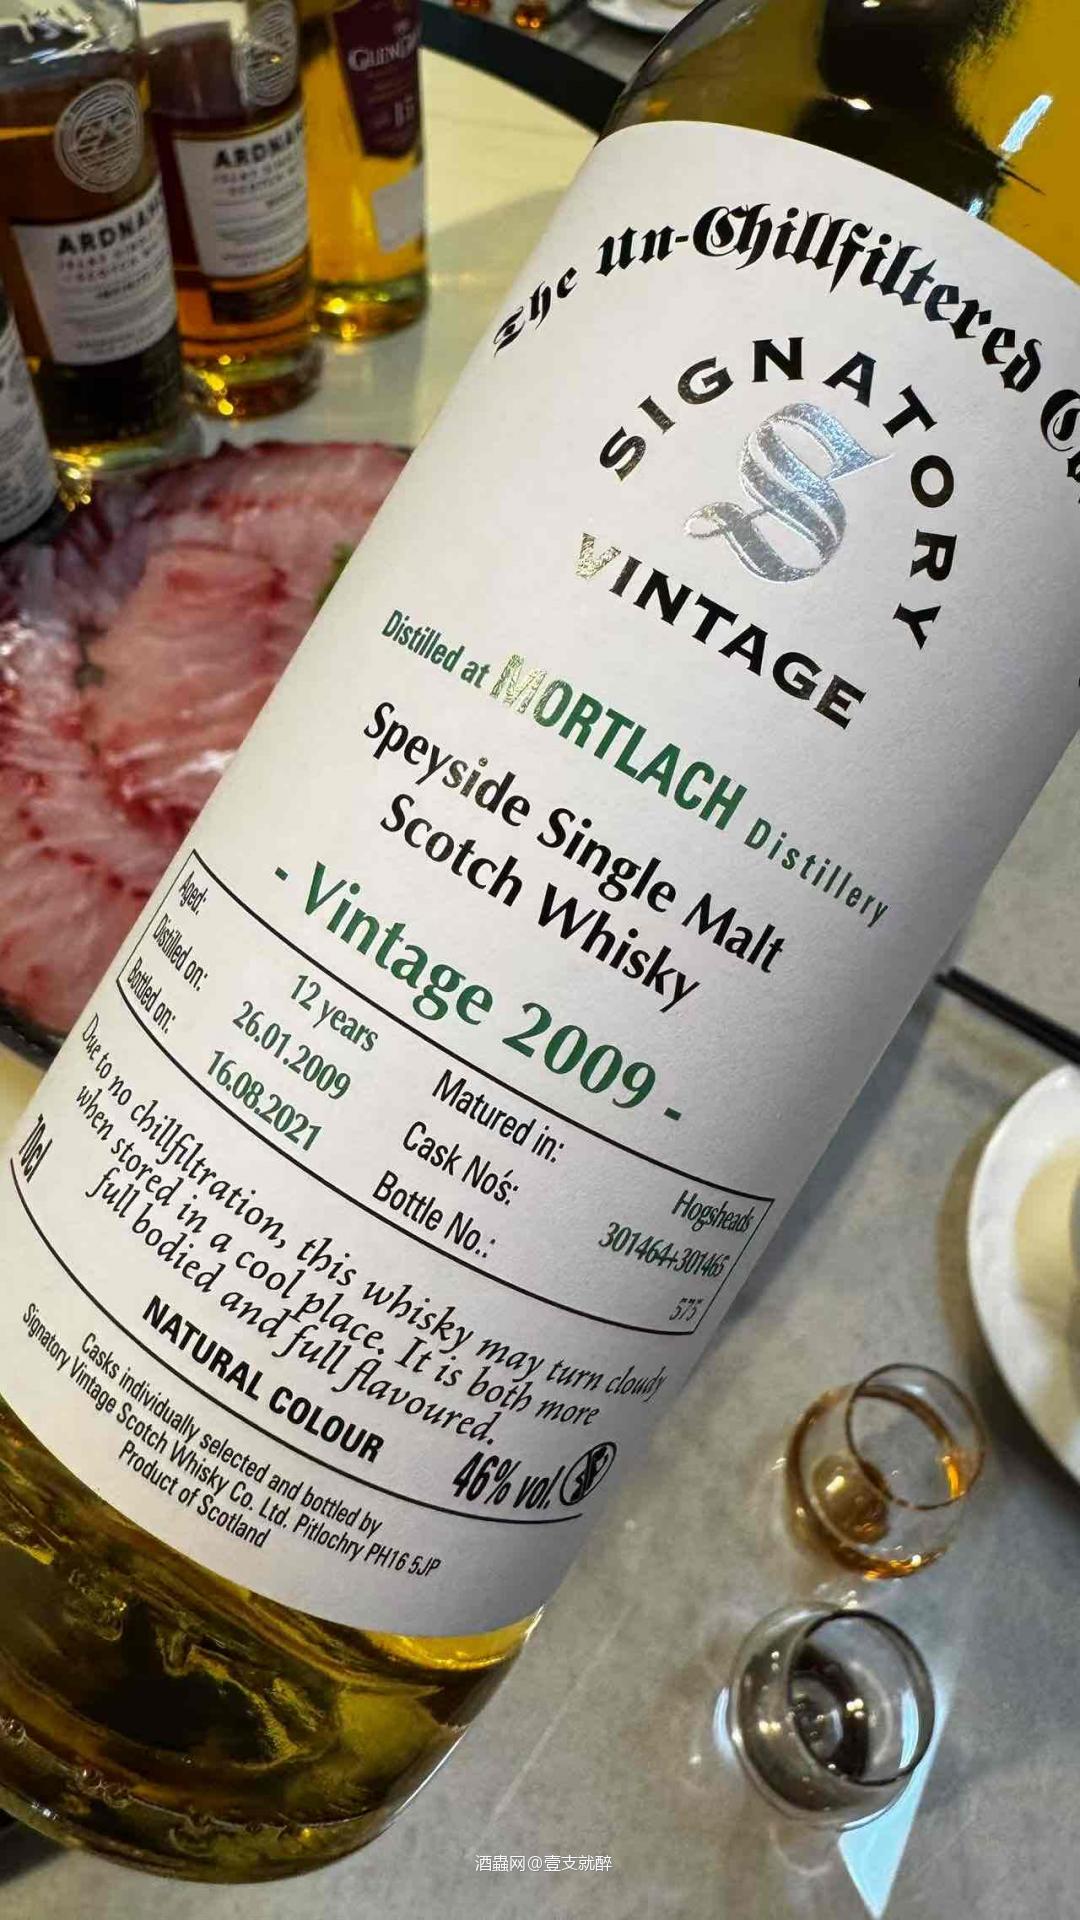 GLEN
15
ARDNA
ARDNA
The Un-Chillfiltered
SIGNATORY
S
VINTAGE
Distilled at MORTLACH Distillery
Speyside Single Malt
Scotch Whisky
- Vintage 2009 -
Aged: 12 years Matured in: Hogsheads
Distilled on: 26.01.2009 Cask No's: 301464+301465
Bottled on: 16.08.2021 Bottle No.: 575
Due to no chillfiltration, this whisky may turn cloudy
when stored in a cool place. It is both more
full bodied and full flavoured.
70cl NATURAL COLOUR 46% vol.
Casks individually selected and bottled by
Signatory Vintage Scotch Whisky Co. Ltd. Pitlochry PH16 5JP
Product of Scotland
酒蟲网@壹支就醉